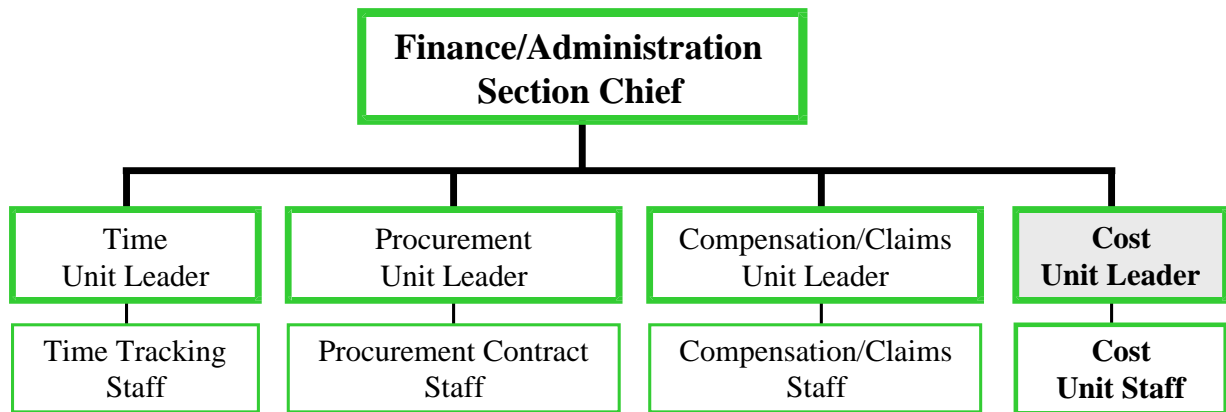 Finance/Administration
Section Chief
Time
Unit Leader
Procurement
Unit Leader
Compensation/Claims
Unit Leader
Cost
Unit Leader
Time Tracking
Staff
Procurement Contract
Staff
Compensation/Claims
Staff
Cost
Unit Staff